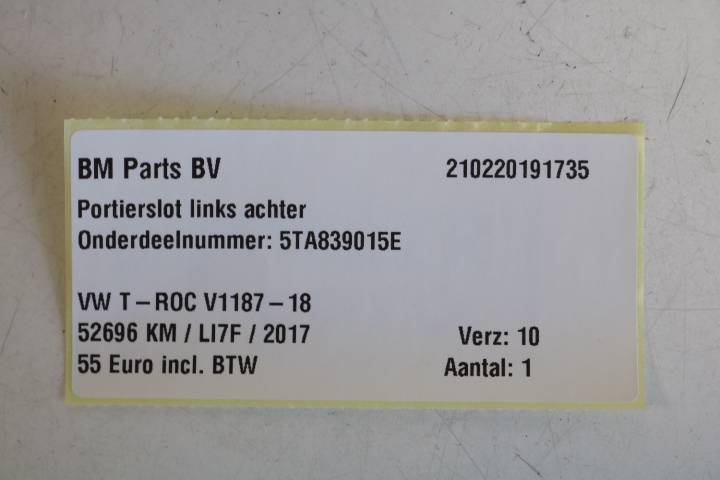 BM Parts BV 210220191735
Portierslot links achter
Onderdeelnummer: 5TA839015E
VW T-ROC V1187-18
52696 KM / LI7F / 2017 Verz: 10
55 Euro incl. BTW Aantal: 1